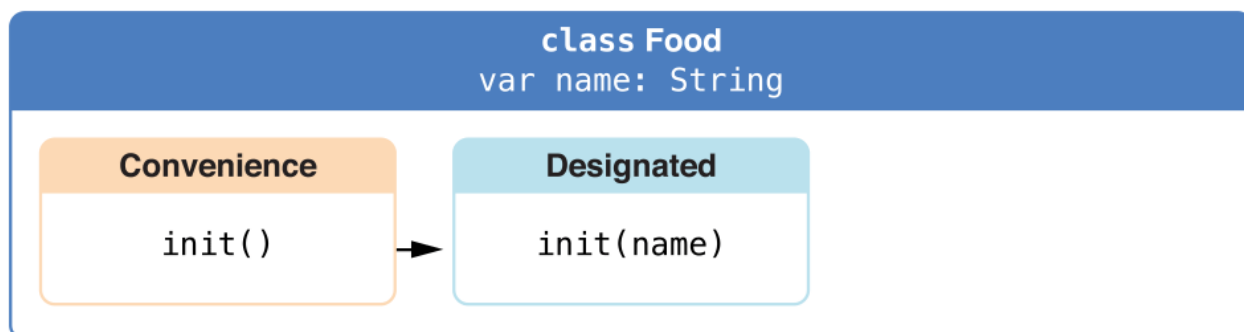 class Food
var name: String
Convenience
Designated
init()
init(name)